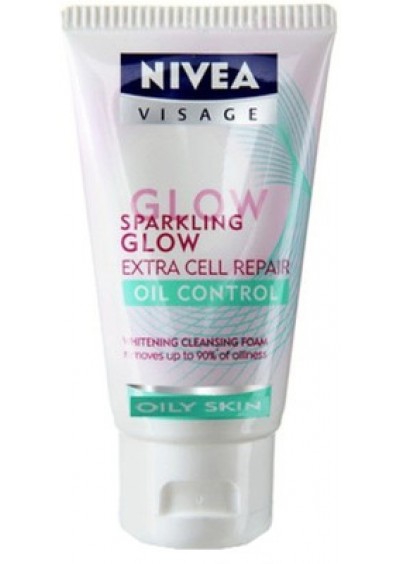 NIVEA
VISAGE
GLOW
SPARKLING
GLOW
EXTRA CELL REPAIR
OIL CONTROL
WHITENING CLEANSING FOAM
removes up to 90% of oiliness
OILY SKIN